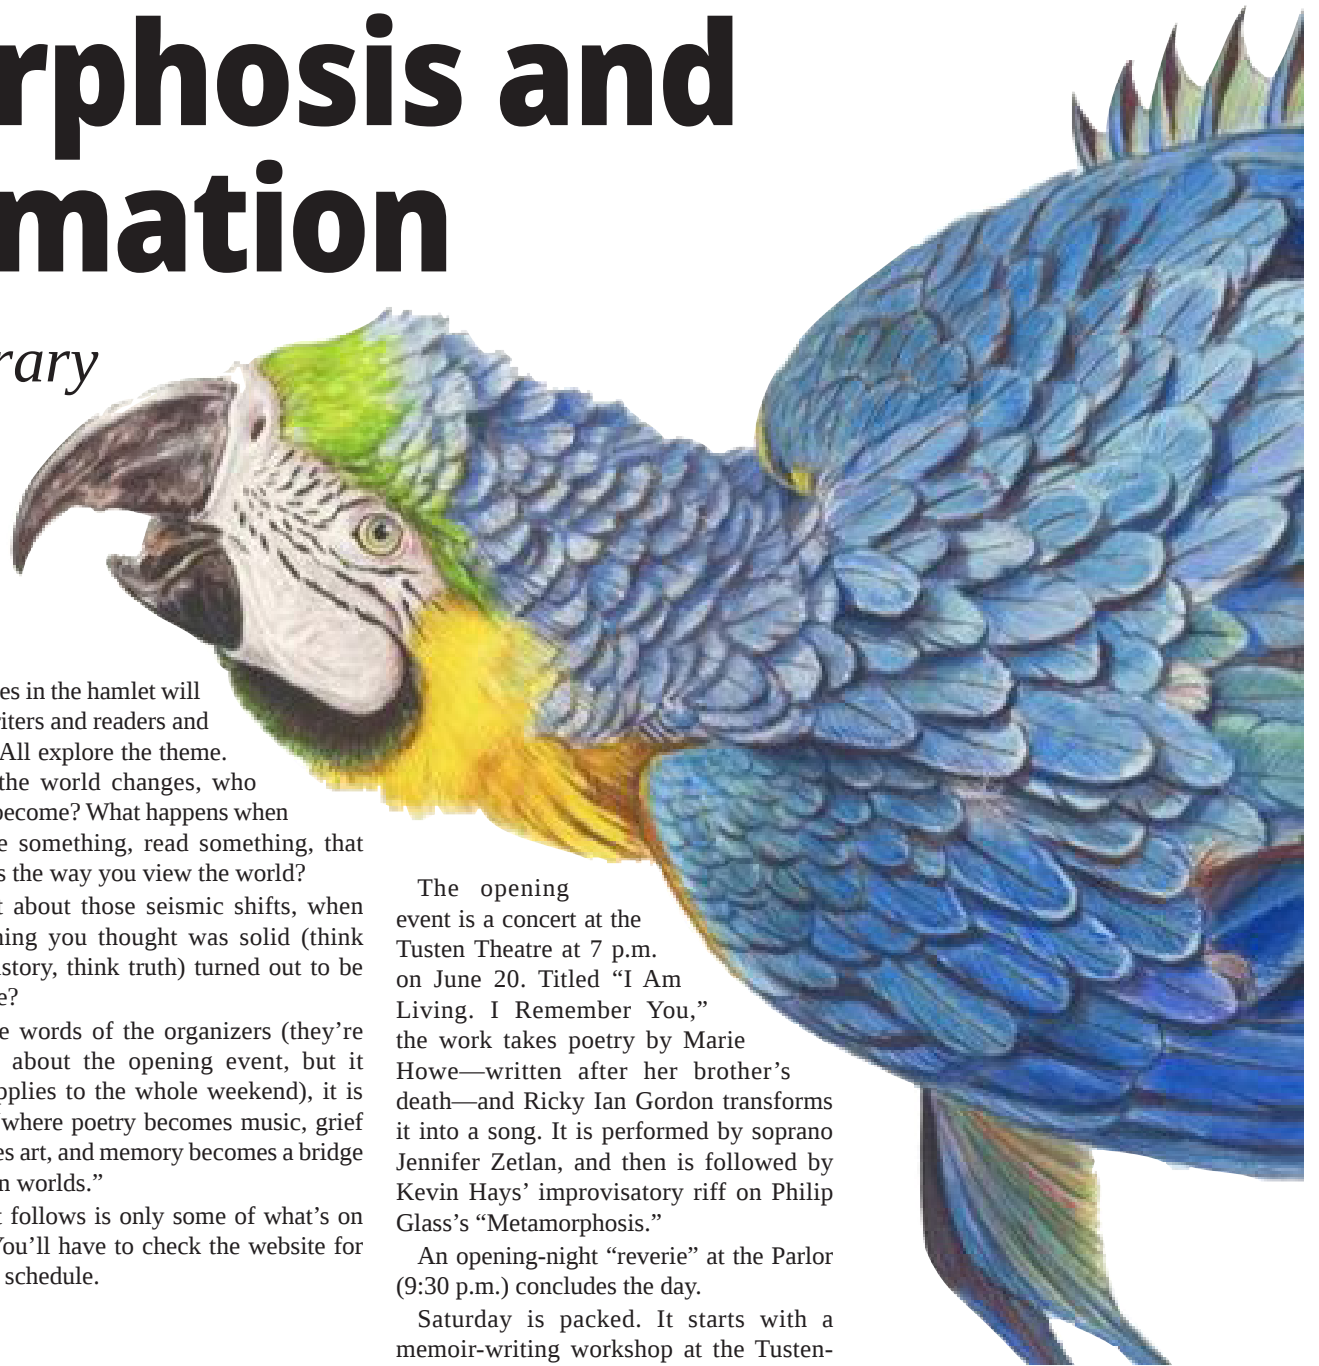 rphosis and
mation
rary
es in the hamlet will
riters and readers and
All explore the theme.
the world changes, who
become? What happens when
e something, read something, that
s the way you view the world?
t about those seismic shifts, when
hing you thought was solid (think
istory, think truth) turned out to be
e?
e words of the organizers (they're
about the opening event, but it
pplies to the whole weekend), it is
where poetry becomes music, grief
es art, and memory becomes a bridge
n worlds.”
t follows is only some of what's on
You'll have to check the website for
schedule.
The opening
event is a concert at the
Tusten Theatre at 7 p.m.
on June 20. Titled “I Am
Living. I Remember You,”
the work takes poetry by Marie
Howe—written after her brother's
death—and Ricky Ian Gordon transforms
it into a song. It is performed by soprano
Jennifer Zetlan, and then is followed by
Kevin Hays' improvisatory riff on Philip
Glass's “Metamorphosis.”
An opening-night “reverie” at the Parlor
(9:30 p.m.) concludes the day.
Saturday is packed. It starts with a
memoir-writing workshop at the Tusten-